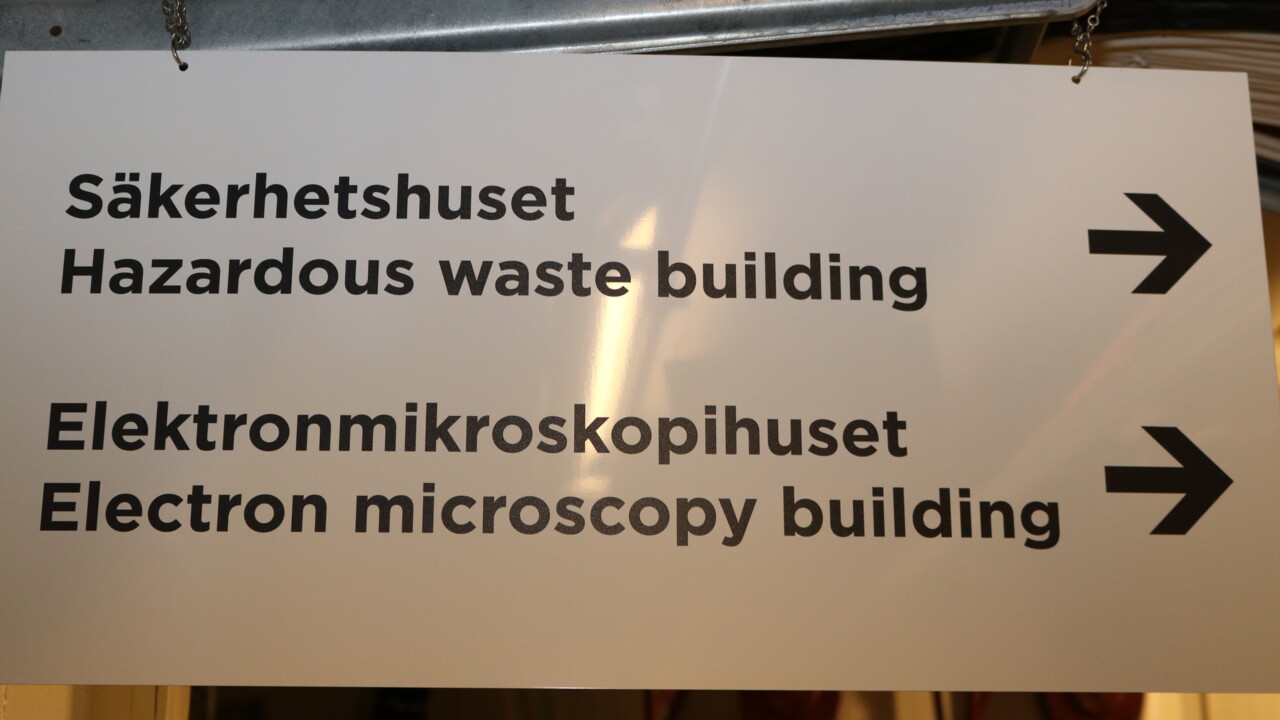 Säkerhetshuset
Hazardous waste building
Elektronmikroskopihuset
Electron microscopy building